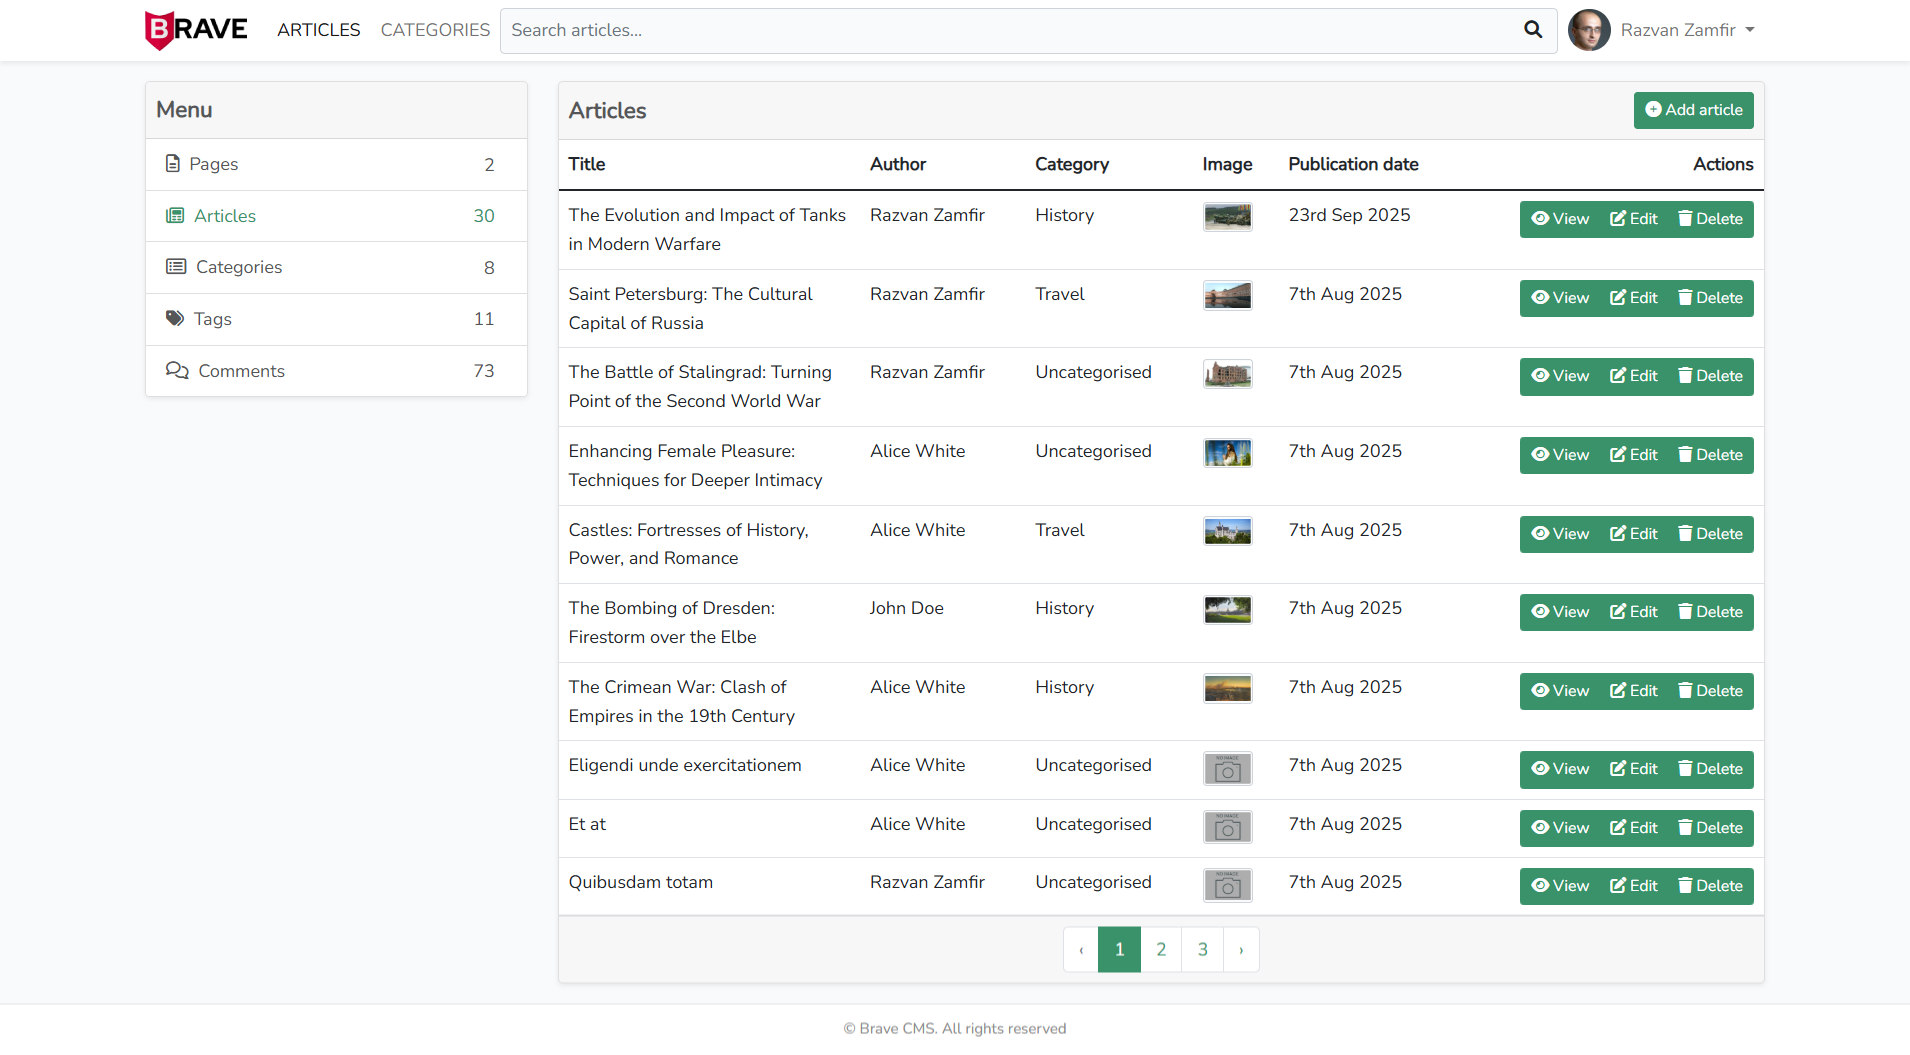 BRAVE ARTICLES CATEGORIES Search articles... Razvan Zamfir
Menu
Pages 2
Articles 30
Categories 8
Tags 11
Comments 73
Articles Add article
Title Author Category Image Publication date Actions
The Evolution and Impact of Tanks in Modern Warfare Razvan Zamfir History 23rd Sep 2025 View Edit Delete
Saint Petersburg: The Cultural Capital of Russia Razvan Zamfir Travel 7th Aug 2025 View Edit Delete
The Battle of Stalingrad: Turning Point of the Second World War Razvan Zamfir Uncategorised 7th Aug 2025 View Edit Delete
Enhancing Female Pleasure: Techniques for Deeper Intimacy Alice White Uncategorised 7th Aug 2025 View Edit Delete
Castles: Fortresses of History, Power, and Romance Alice White Travel 7th Aug 2025 View Edit Delete
The Bombing of Dresden: Firestorm over the Elbe John Doe History 7th Aug 2025 View Edit Delete
The Crimean War: Clash of Empires in the 19th Century Alice White History 7th Aug 2025 View Edit Delete
Eligendi unde exercitationem Alice White Uncategorised NO IMAGE 7th Aug 2025 View Edit Delete
Et at Alice White Uncategorised NO IMAGE 7th Aug 2025 View Edit Delete
Quibusdam totam Razvan Zamfir Uncategorised NO IMAGE 7th Aug 2025 View Edit Delete
‹ 1 2 3 ›
© Brave CMS. All rights reserved